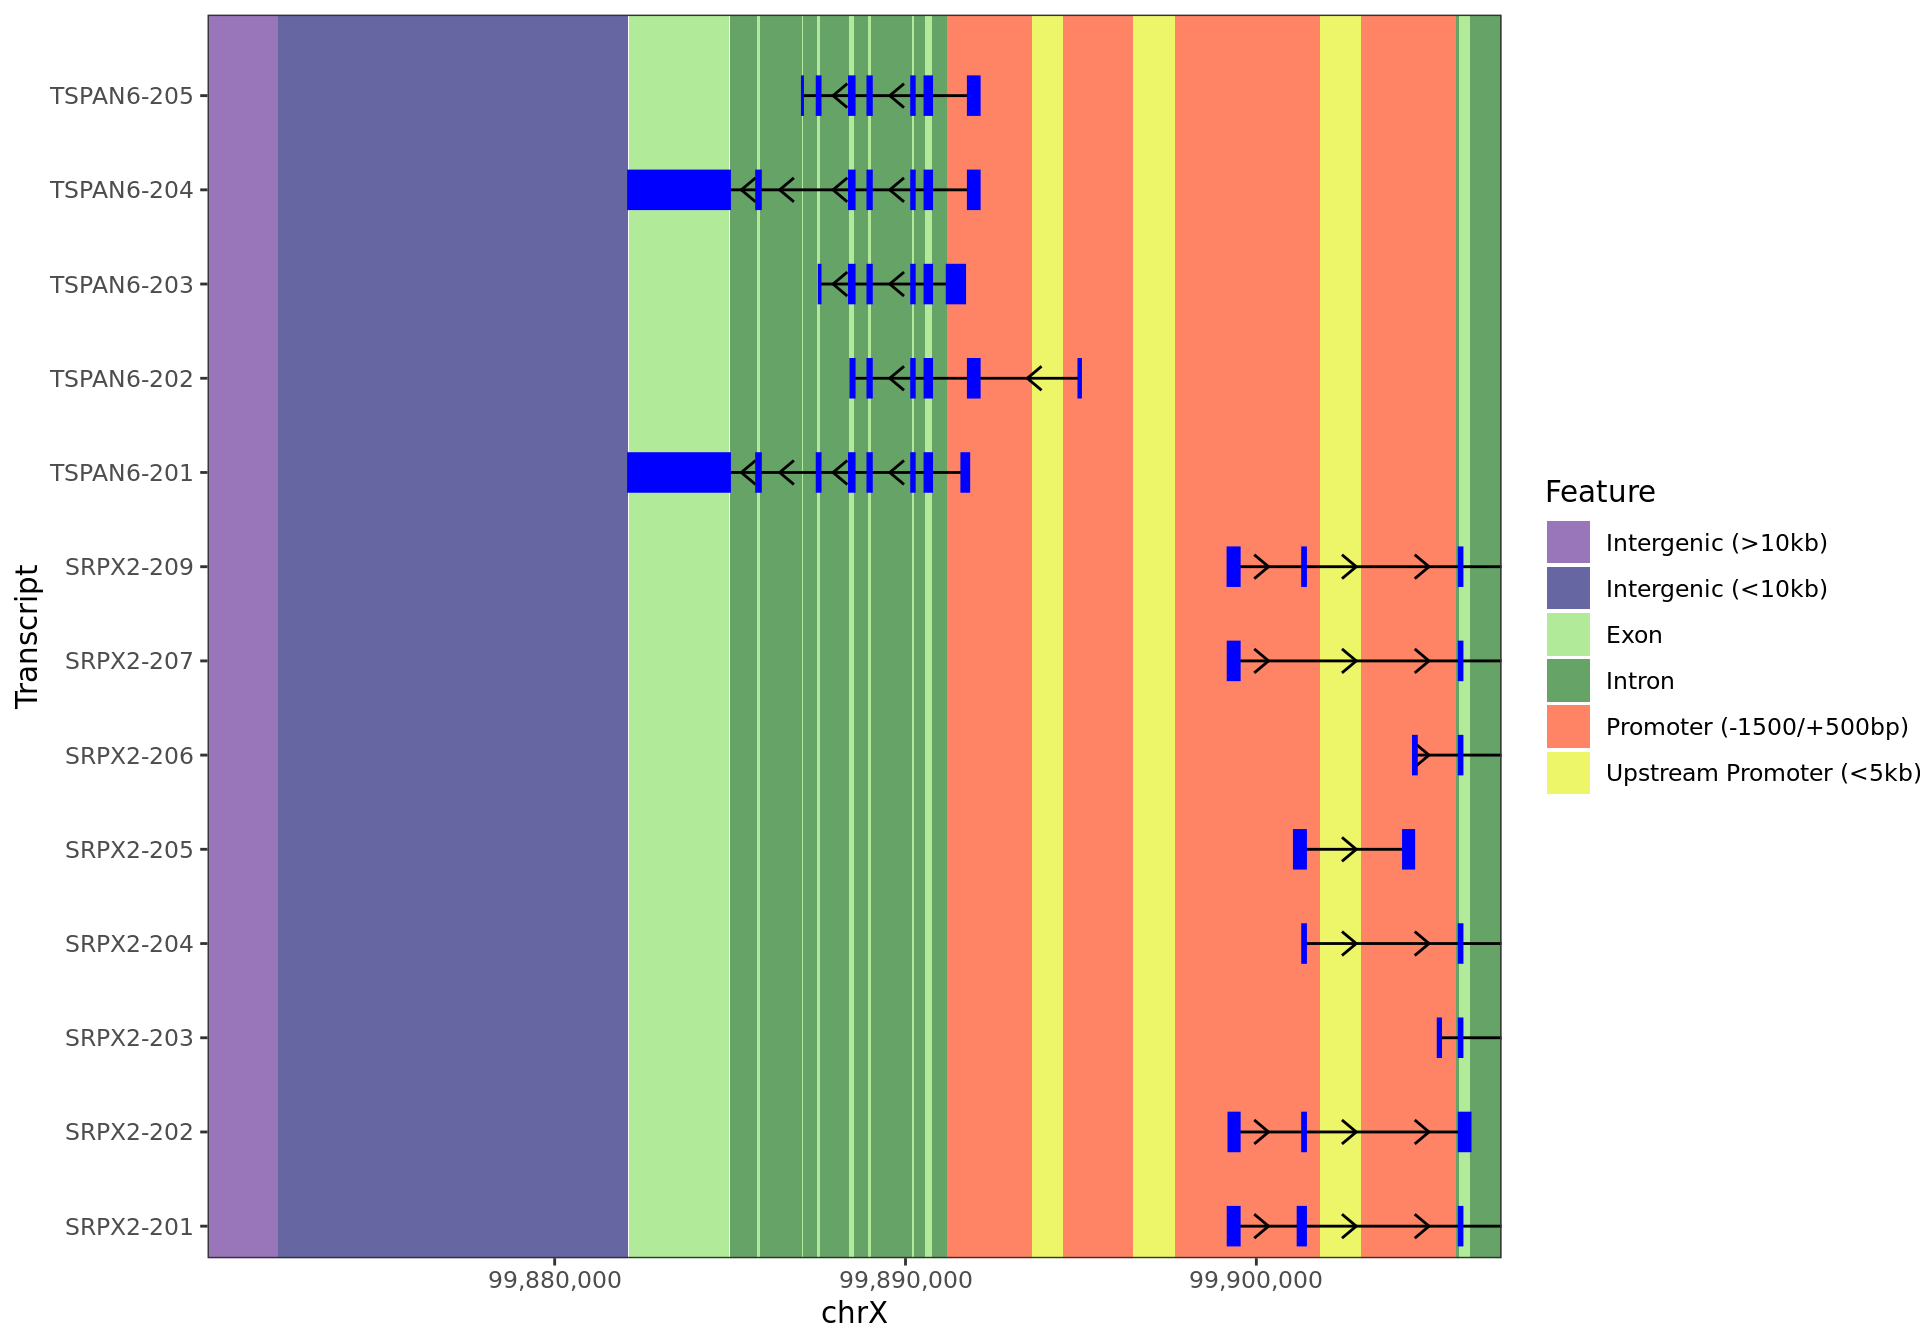 TSPAN6-205
TSPAN6-204
TSPAN6-203
TSPAN6-202
TSPAN6-201
SRPX2-209
SRPX2-207
SRPX2-206
SRPX2-205
SRPX2-204
SRPX2-203
SRPX2-202
SRPX2-201
Transcript
99,880,000
99,890,000
99,900,000
chrX
Feature
Intergenic (>10kb)
Intergenic (<10kb)
Exon
Intron
Promoter (-1500/+500bp)
Upstream Promoter (<5kb)